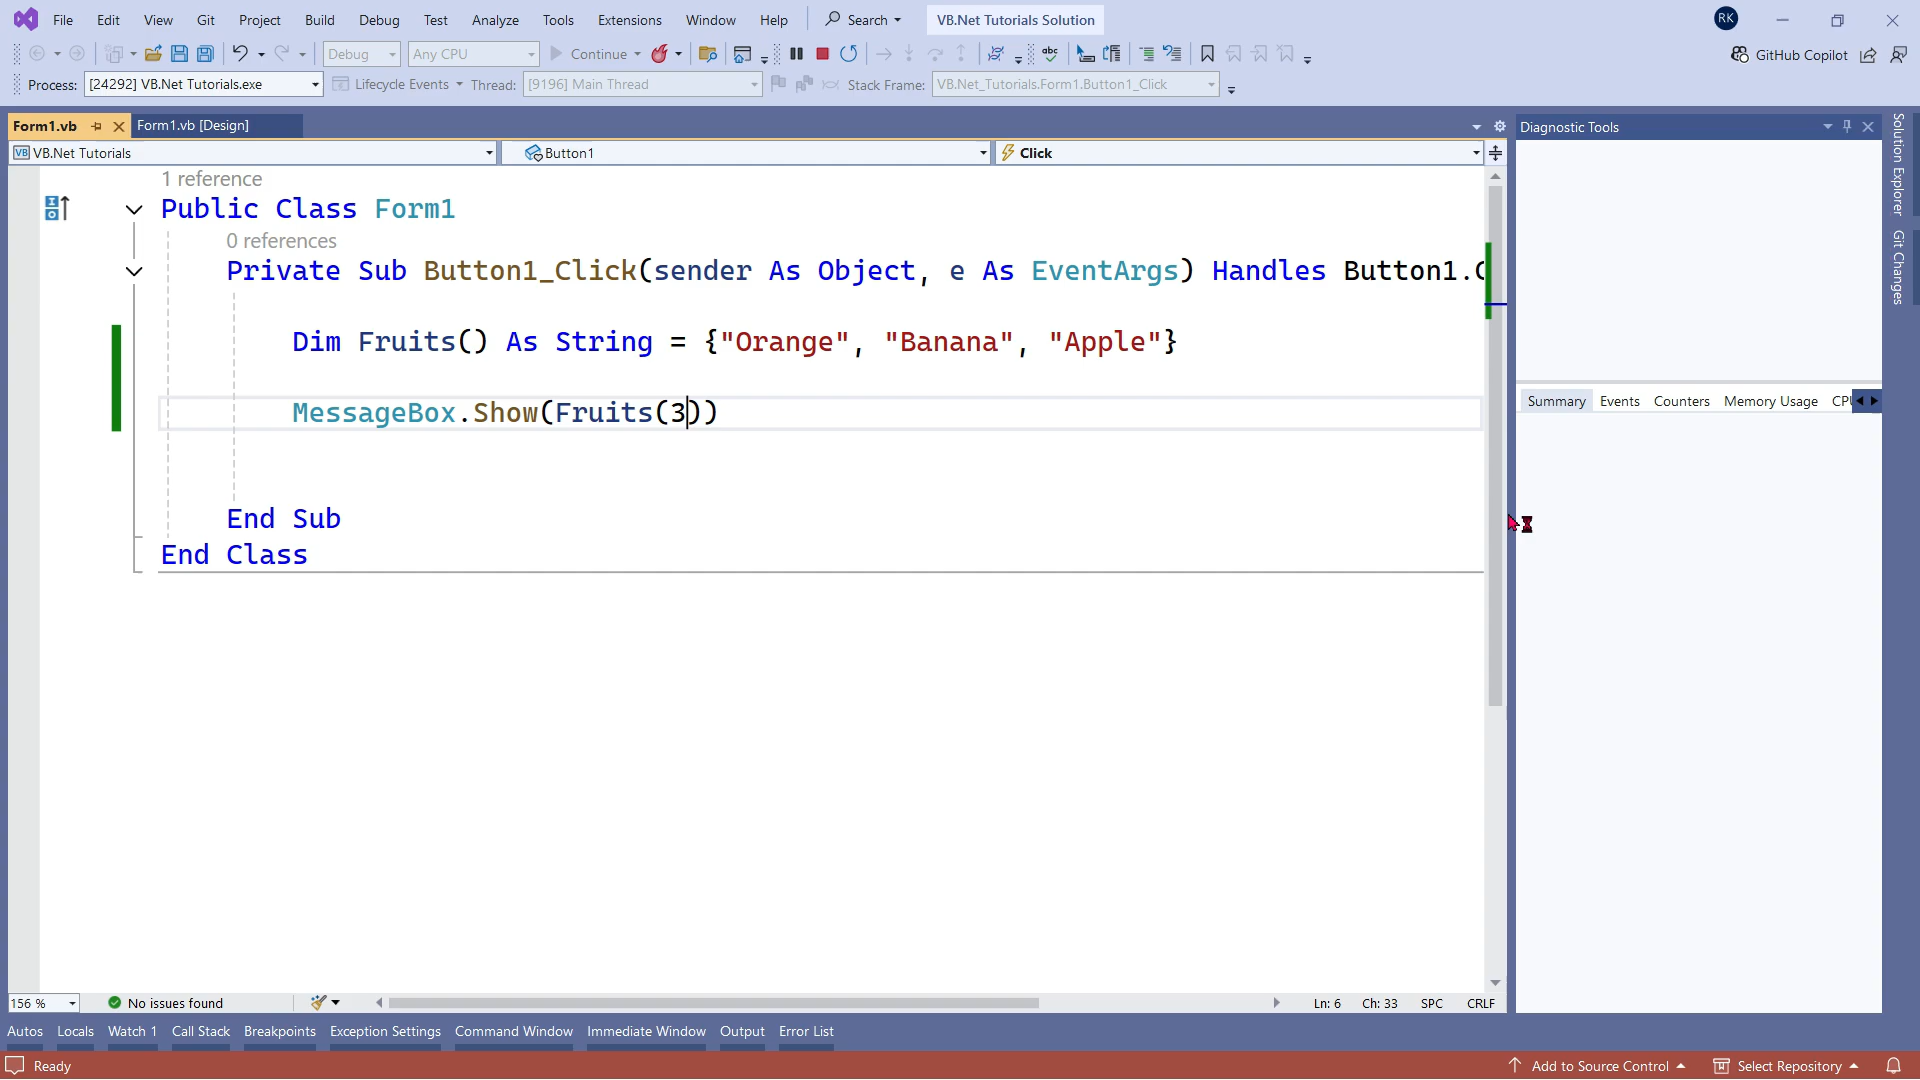 File Edit View Git Project Build Debug Test Analyze Tools Extensions Window Help Search VB.Net Tutorials Solution RK
Debug Any CPU Continue GitHub Copilot
Process: [24292] VB.Net Tutorials.exe Lifecycle Events Thread: [9196] Main Thread Stack Frame: VB.Net_Tutorials.Form1.Button1_Click
Form1.vb Form1.vb [Design] Diagnostic Tools
VB VB.Net Tutorials Button1 Click
Solution Explorer
Git Changes
1 reference
Public Class Form1
0 references
Private Sub Button1_Click(sender As Object, e As EventArgs) Handles Button1.C
Dim Fruits() As String = {"Orange", "Banana", "Apple"}
MessageBox.Show(Fruits(3))
End Sub
End Class
Summary Events Counters Memory Usage CPU
156 % No issues found Ln: 6 Ch: 33 SPC CRLF
Autos Locals Watch 1 Call Stack Breakpoints Exception Settings Command Window Immediate Window Output Error List
Ready Add to Source Control Select Repository